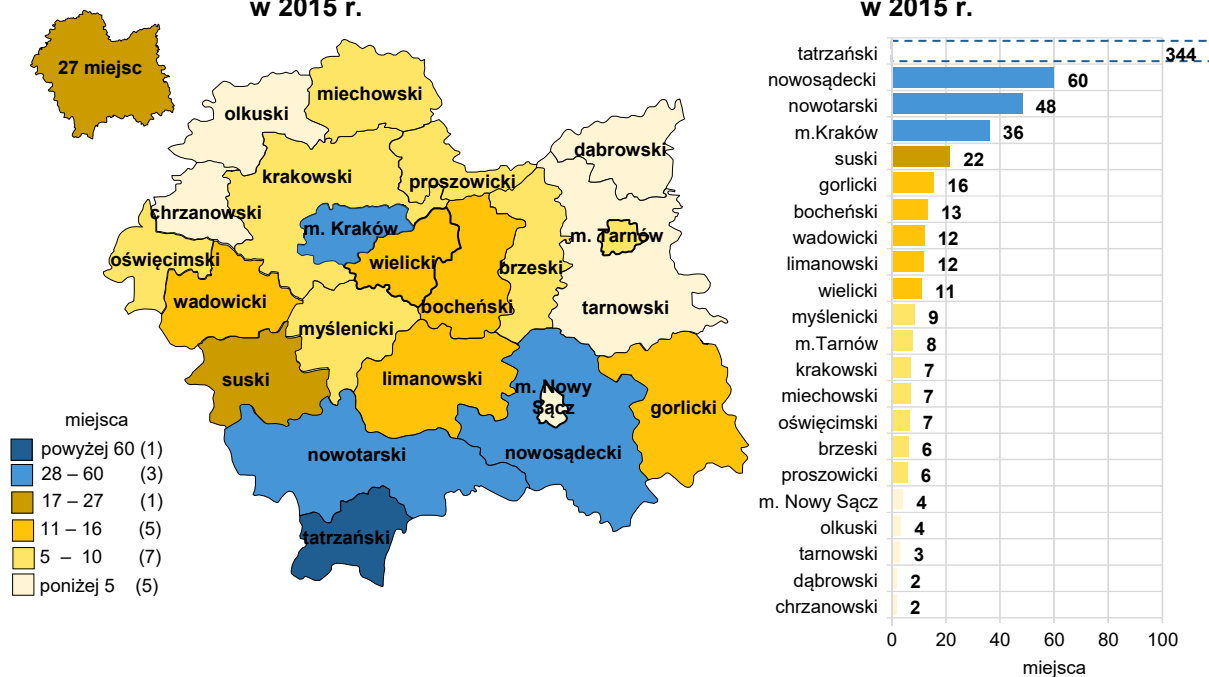 w 2015 r.
27 miejsc
miechowski
olkuski
dąbrowski
krakowski
proszowicki
chrzanowski
m. Kraków
m. Tarnów
oświęcimski
wielicki
brzeski
wadowicki
bocheński
tarnowski
myślenicki
suski
limanowski
m. Nowy
Sącz
gorlicki
nowotarski
nowosądecki
tatrzański
miejsca
powyżej 60 (1)
28 – 60 (3)
17 – 27 (1)
11 – 16 (5)
5 – 10 (7)
poniżej 5 (5)
w 2015 r.
tatrzański 344
nowosądecki 60
nowotarski 48
m.Kraków 36
suski 22
gorlicki 16
bocheński 13
wadowicki 12
limanowski 12
wielicki 11
myślenicki 9
m.Tarnów 8
krakowski 7
miechowski 7
oświęcimski 7
brzeski 6
proszowicki 6
m. Nowy Sącz 4
olkuski 4
tarnowski 3
dąbrowski 2
chrzanowski 2
0 20 40 60 80 100
miejsca